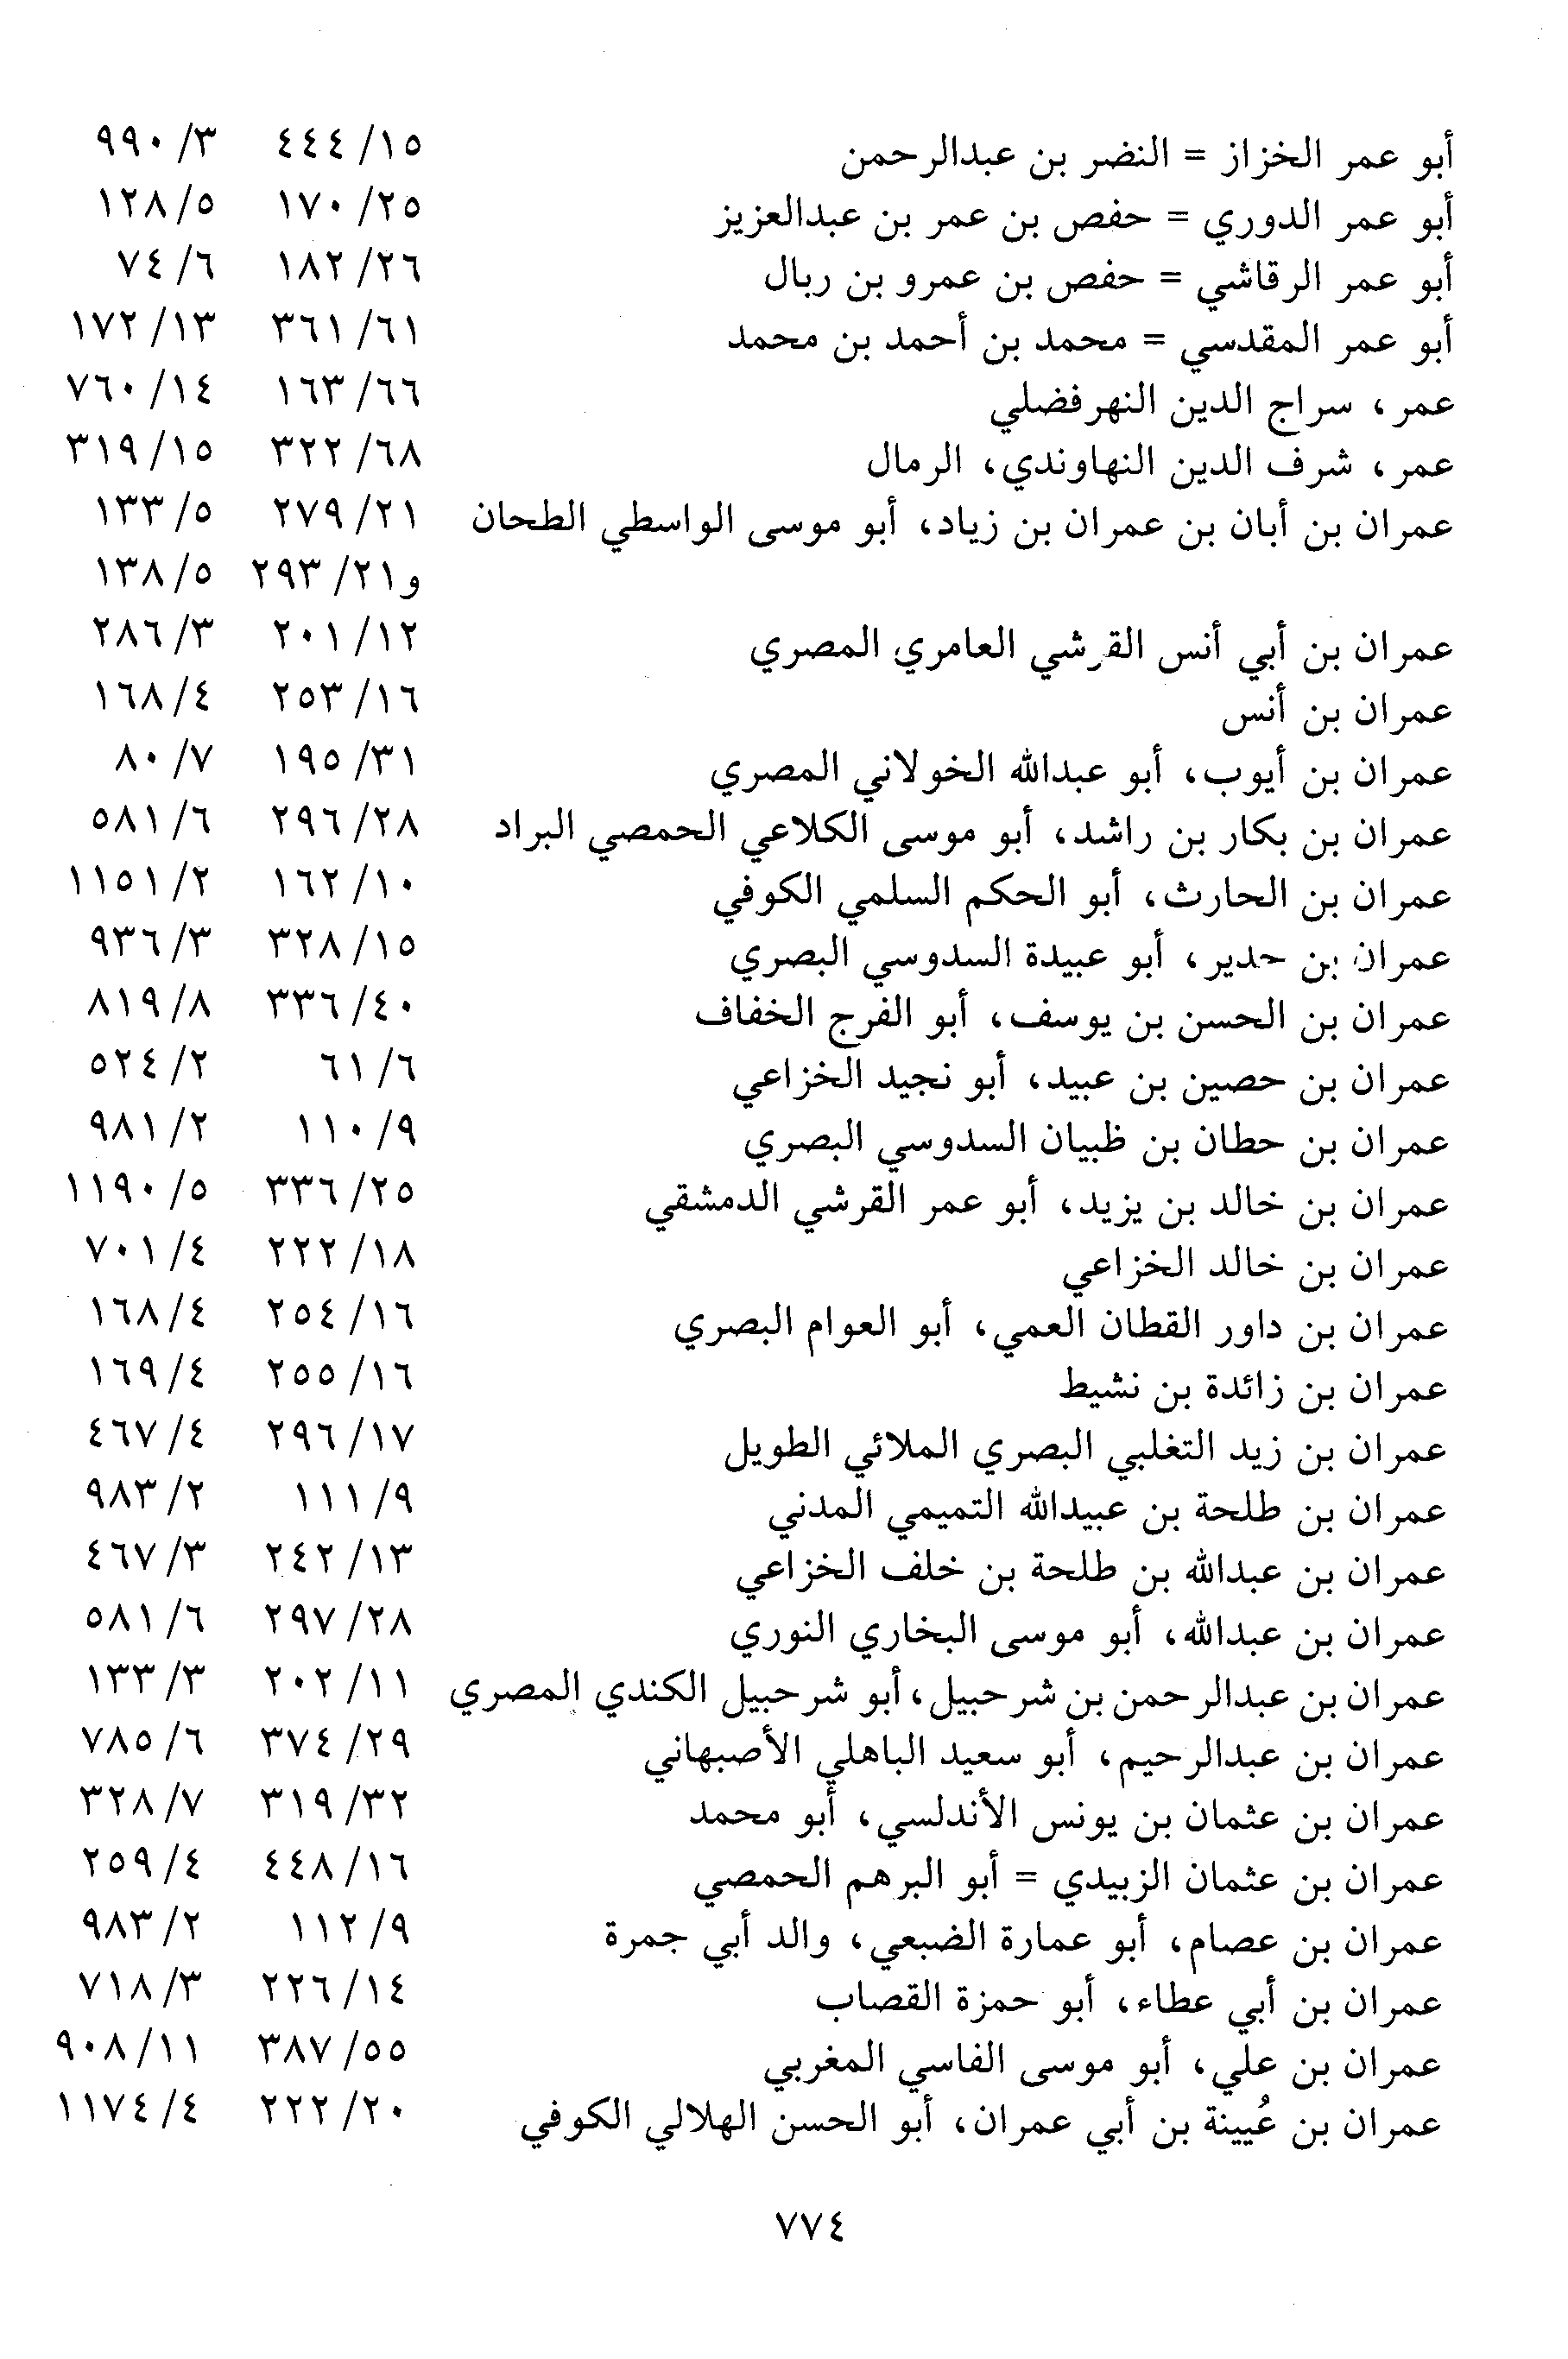 أبو عمر الخزاز = النضر بن عبدالرحمن ١٥/ ٤٤٤ ٣/ ٩٩٠
أبو عمر الدوري = حفص بن عمر بن عبدالعزيز ٢٥/ ١٧٠ ٥/ ١٢٨
أبو عمر الرقاشي = حفص بن عمرو بن ربال ٢٦/ ١٨٢ ٦/ ٧٤
أبو عمر المقدسي = محمد بن أحمد بن محمد ٦١/ ٣٦١ ١٣/ ١٧٢
عمر، سراج الدين النهرفضلي ٦٦/ ١٦٣ ١٤/ ٧٦٠
عمر، شرف الدين النهاوندي، الرمال ٦٨/ ٣٢٢ ١٥/ ٣١٩
عمران بن أبان بن عمران بن زياد، أبو موسى الواسطي الطحان ٢١/ ٢٧٩ ٥/ ١٣٣
و٢١/ ٢٩٣ ٥/ ١٣٨
عمران بن أبي أنس القرشي العامري المصري ١٢/ ٢٠١ ٣/ ٢٨٦
عمران بن أنس ١٦/ ٢٥٣ ٤/ ١٦٨
عمران بن أيوب، أبو عبدالله الخولاني المصري ٣١/ ١٩٥ ٧/ ٨٠
عمران بن بكار بن راشد، أبو موسى الكلاعي الحمصي البراد ٢٨/ ٢٩٦ ٦/ ٥٨١
عمران بن الحارث، أبو الحكم السلمي الكوفي ١٠/ ١٦٢ ٢/ ١١٥١
عمران بن حدير، أبو عبيدة السدوسي البصري ١٥/ ٣٢٨ ٣/ ٩٣٦
عمران بن الحسن بن يوسف، أبو الفرج الخفاف ٤٠/ ٣٣٦ ٨/ ٨١٩
عمران بن حصين بن عبيد، أبو نجيد الخزاعي ٦/ ٦١ ٢/ ٥٢٤
عمران بن حطان بن ظبيان السدوسي البصري ٩/ ١١٠ ٢/ ٩٨١
عمران بن خالد بن يزيد، أبو عمر القرشي الدمشقي ٢٥/ ٣٣٦ ٥/ ١١٩٠
عمران بن خالد الخزاعي ١٨/ ٢٢٢ ٤/ ٧٠١
عمران بن داور القطان العمي، أبو العوام البصري ١٦/ ٢٥٤ ٤/ ١٦٨
عمران بن زائدة بن نشيط ١٦/ ٢٥٥ ٤/ ١٦٩
عمران بن زيد التغلبي البصري الملائي الطويل ١٧/ ٢٩٦ ٤/ ٤٦٧
عمران بن طلحة بن عبيدالله التميمي المدني ٩/ ١١١ ٢/ ٩٨٣
عمران بن عبدالله بن طلحة بن خلف الخزاعي ١٣/ ٢٤٢ ٣/ ٤٦٧
عمران بن عبدالله، أبو موسى البخاري النوري ٢٨/ ٢٩٧ ٦/ ٥٨١
عمران بن عبدالرحمن بن شرحبيل، أبو شرحبيل الكندي المصري ١١/ ٢٠٢ ٣/ ١٣٣
عمران بن عبدالرحيم، أبو سعيد الباهلي الأصبهاني ٢٩/ ٣٧٤ ٦/ ٧٨٥
عمران بن عثمان بن يونس الأندلسي، أبو محمد ٣٢/ ٣١٩ ٧/ ٣٢٨
عمران بن عثمان الزبيدي = أبو البرهم الحمصي ١٦/ ٤٤٨ ٤/ ٢٥٩
عمران بن عصام، أبو عمارة الضبعي، والد أبي جمرة ٩/ ١١٢ ٢/ ٩٨٣
عمران بن أبي عطاء، أبو حمزة القصاب ١٤/ ٢٢٦ ٣/ ٧١٨
عمران بن علي، أبو موسى الفاسي المغربي ٥٥/ ٣٨٧ ١١/ ٩٠٨
عمران بن عُيينة بن أبي عمران، أبو الحسن الهلالي الكوفي ٢٠/ ٢٢٢ ٤/ ١١٧٤
٧٧٤